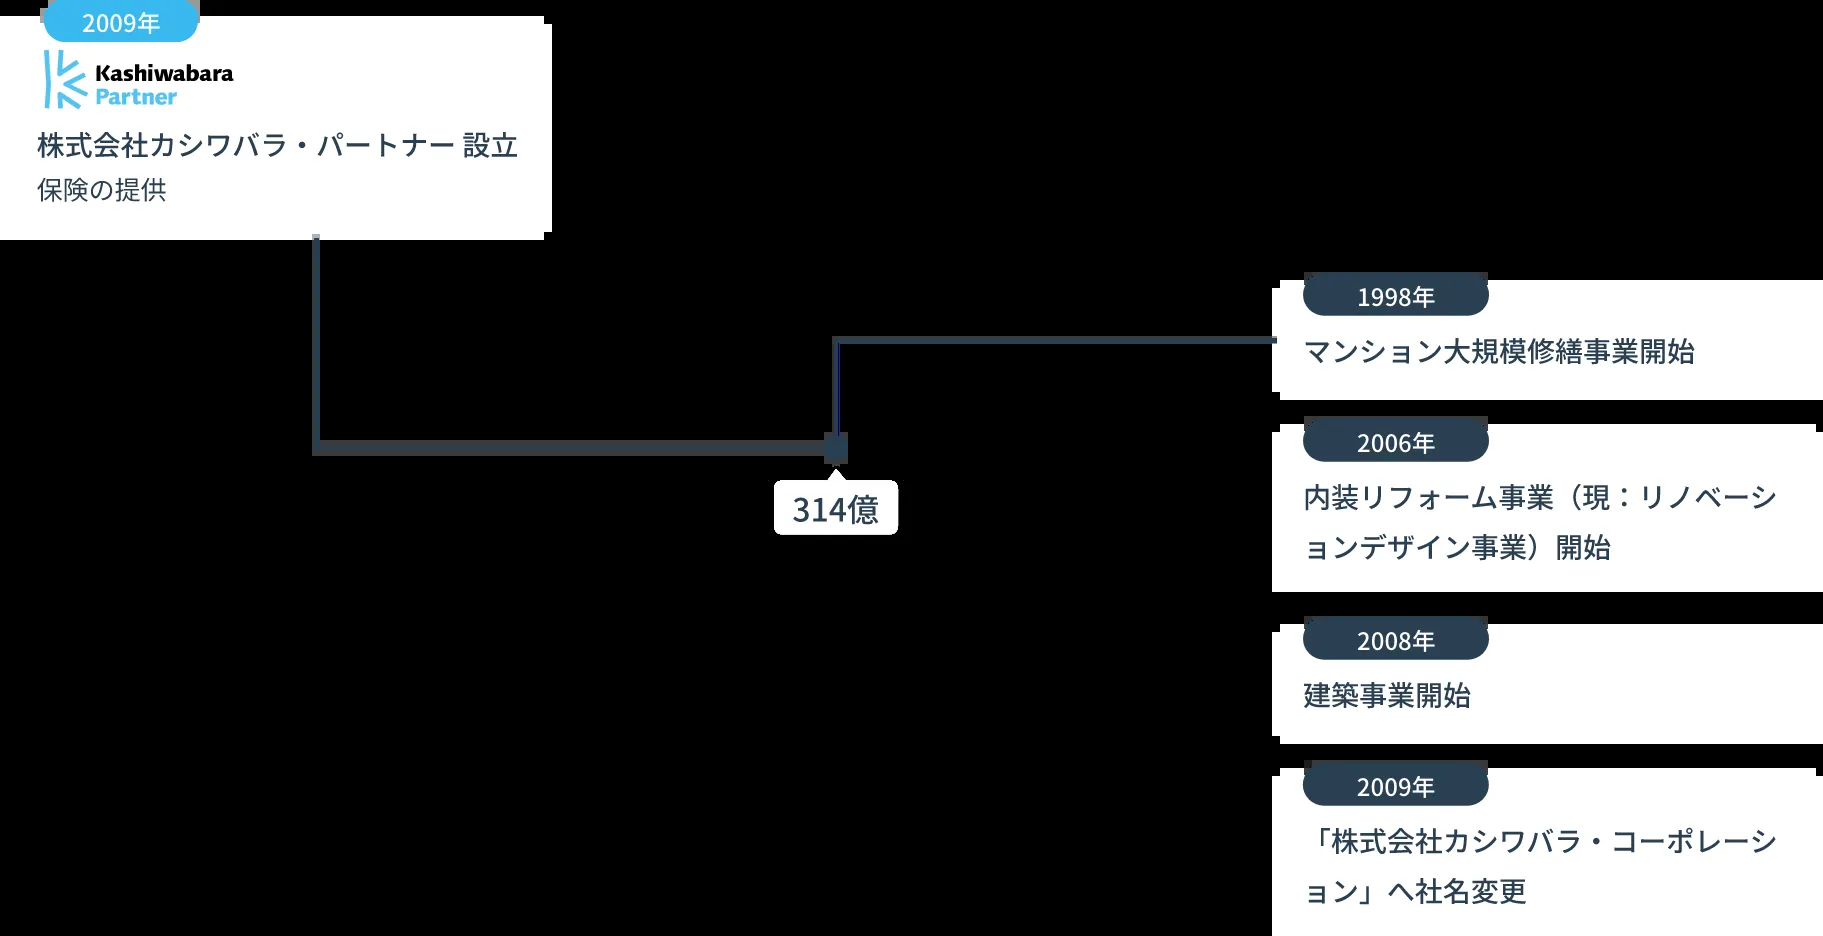 2009年
Kashiwabara
Partner
株式会社カシワバラ・パートナー 設立
保険の提供
314億
1998年
マンション大規模修繕事業開始
2006年
内装リフォーム事業（現：リノベーシ
ョンデザイン事業）開始
2008年
建築事業開始
2009年
「株式会社カシワバラ・コーポレーシ
ョン」へ社名変更